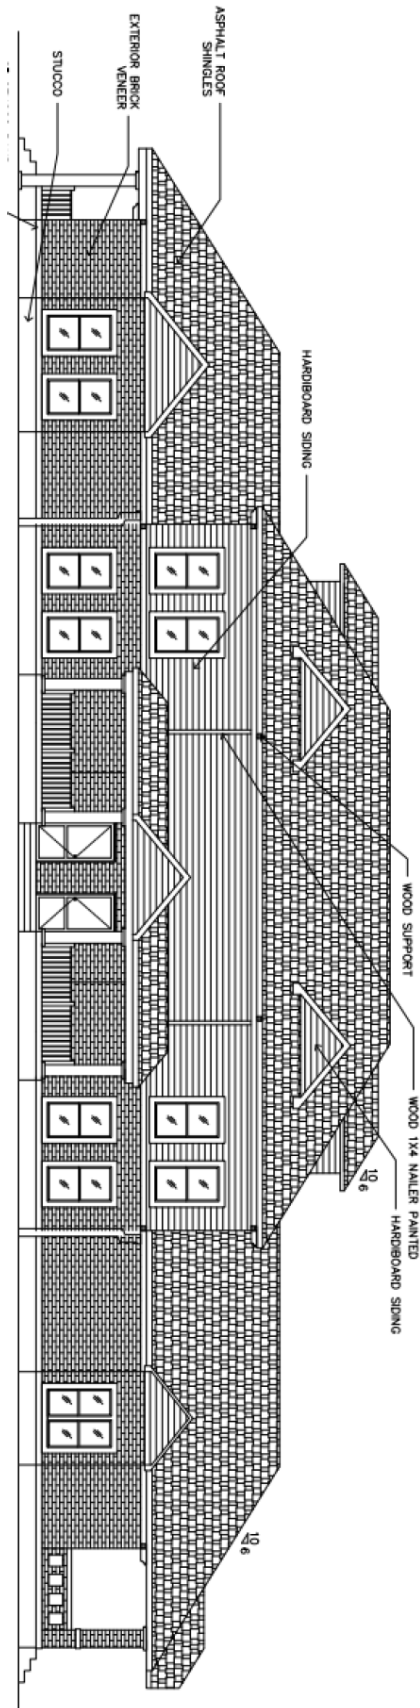 ASPHALT ROOF
SHINGLES
EXTERIOR BRICK
VENEER
STUCCO
HARDIBOARD SIDING
WOOD SUPPORT
WOOD 1X4 NAILER PAINTED
HARDIBOARD SIDING
10
6
10
6